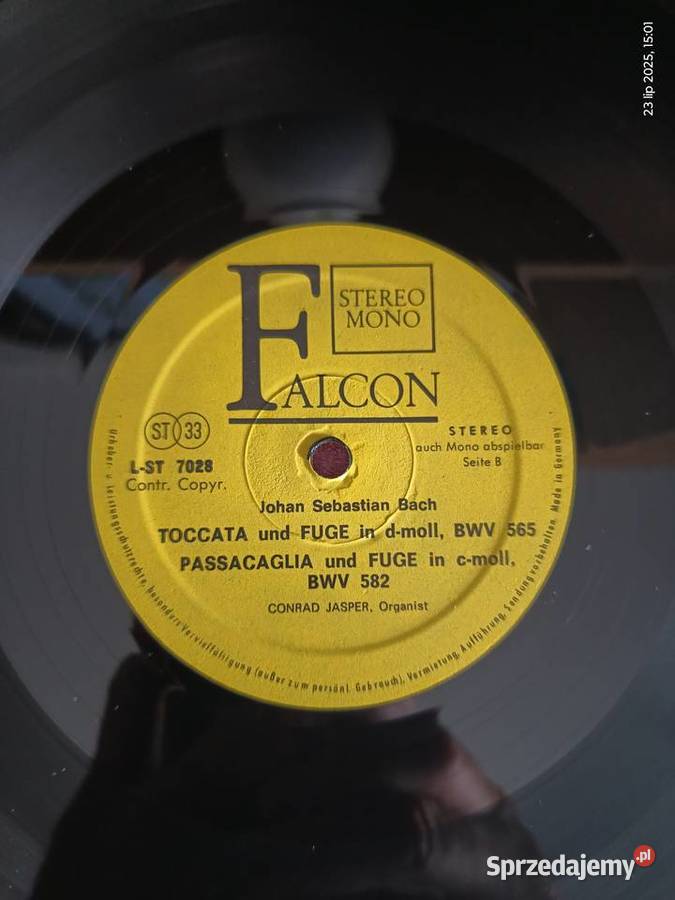 23 lip 2025, 15:01
STEREO
MONO
FALCON
ST 33
L-ST 7028
Contr. Copyr.
STEREO
auch Mono abspielbar
Seite B
Johan Sebastian Bach
TOCCATA und FUGE in d-moll, BWV 565
PASSACAGLIA und FUGE in c-moll,
BWV 582
CONRAD JASPER, Organist
Urheber- u. Leistungsschutzrechte, besonders Vervielfältigung (außer zum persönl. Gebrauch), Vermietung, Aufführung, Sendung vorbehalten. Made in Germany
Sprzedajemy.pl